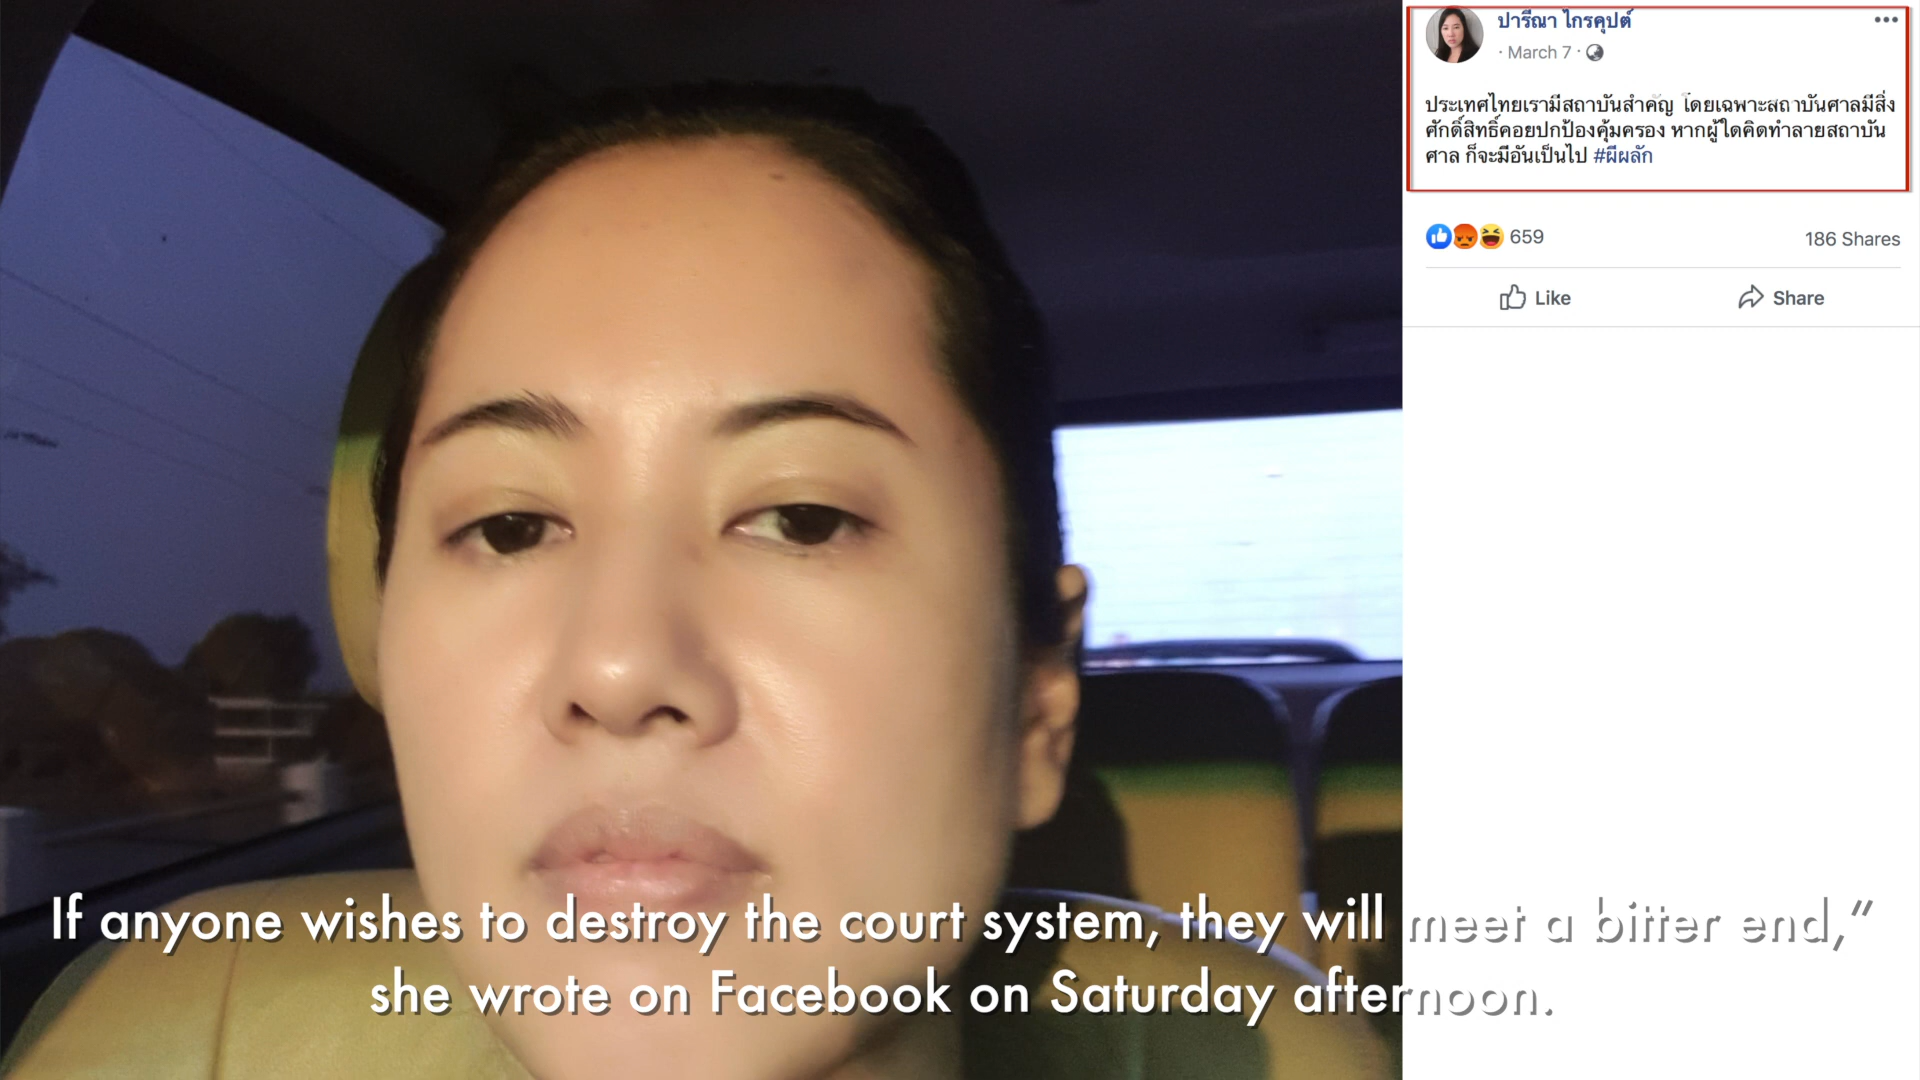 ปารีณา ไกรคุปต์
· March 7 ·
ประเทศไทยเรามีสถาบันสำคัญ โดยเฉพาะสถาบันศาลมีสิ่ง
ศักดิ์สิทธิ์คอยปกป้องคุ้มครอง หากผู้ใดคิดทำลายสถาบัน
ศาล ก็จะมีอันเป็นไป #ผีผลัก
659
186 Shares
Like
Share
If anyone wishes to destroy the court system, they will meet a bitter end,”
she wrote on Facebook on Saturday afternoon.